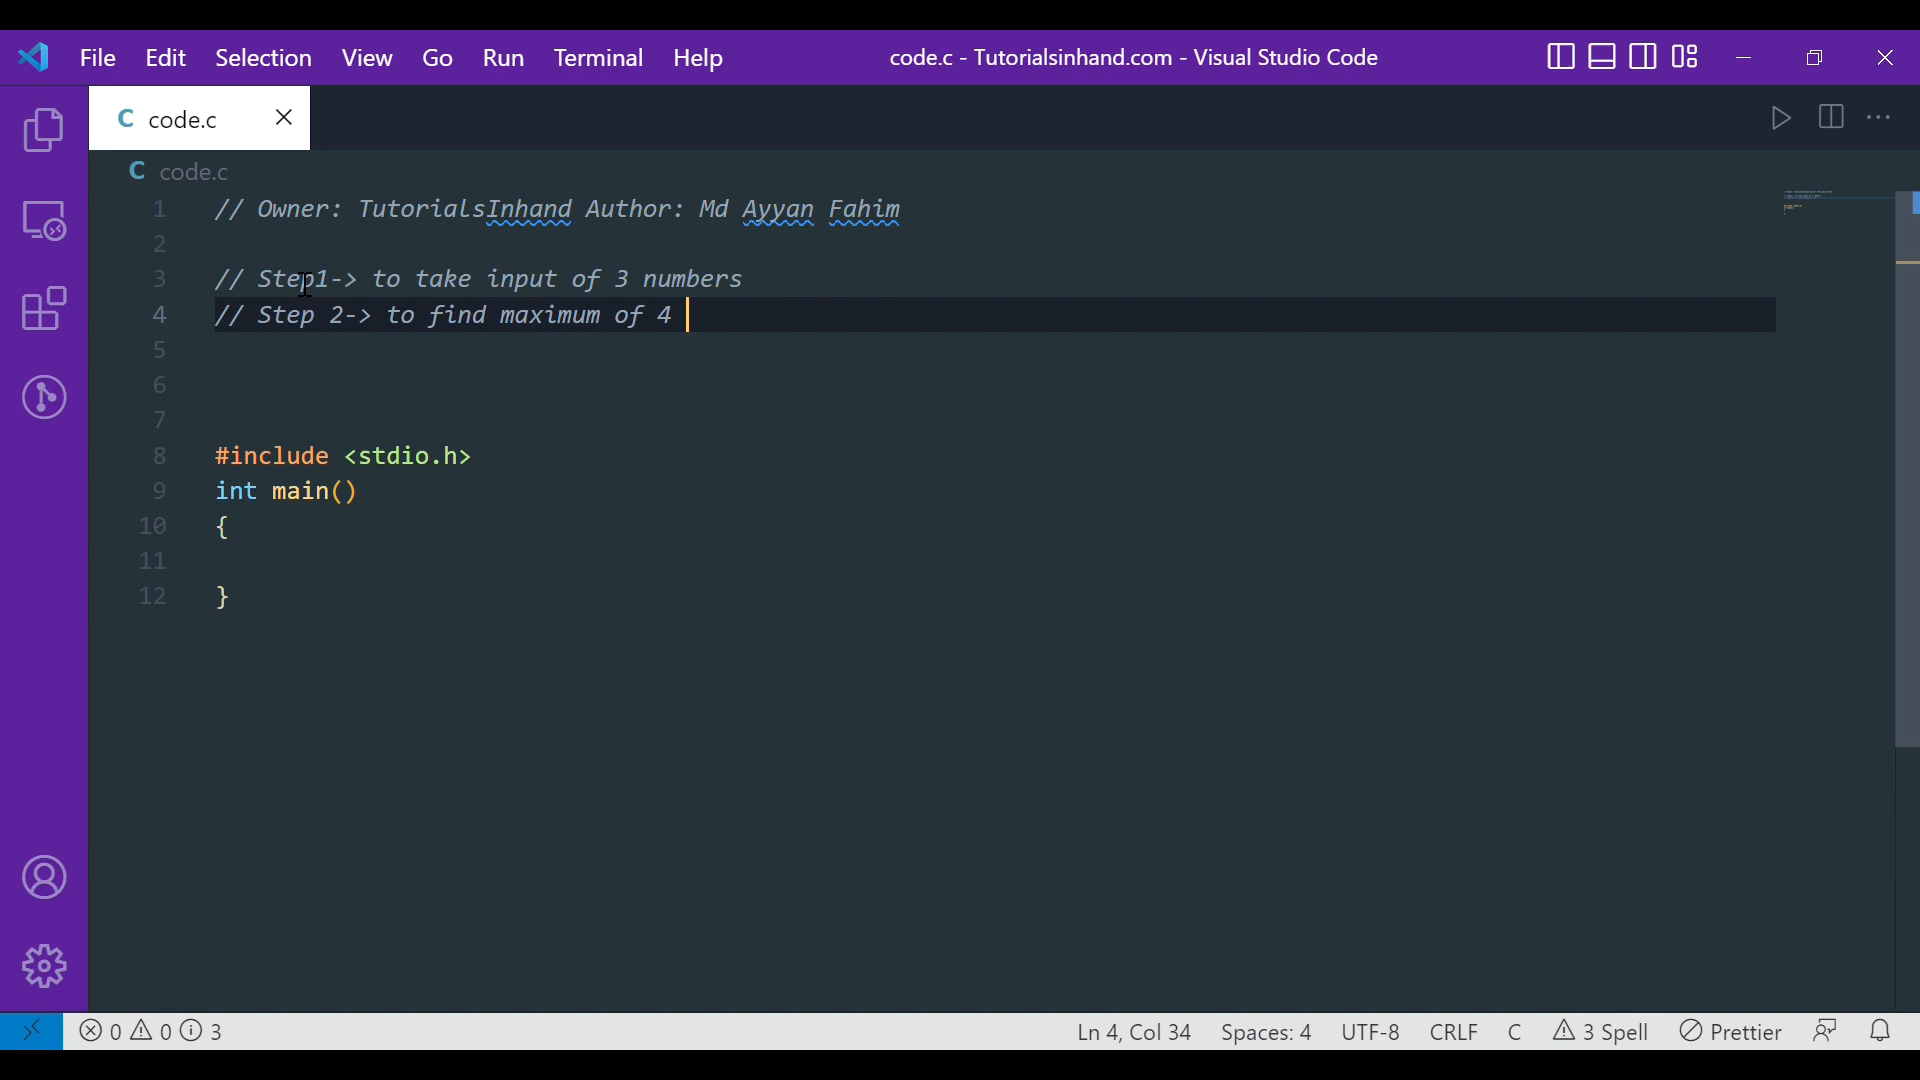 File Edit Selection View Go Run Terminal Help code.c - Tutorialsinhand.com - Visual Studio Code
C code.c
C code.c
1 // Owner: TutorialsInhand Author: Md Ayyan Fahim
2
3 // Step1-> to take input of 3 numbers
4 // Step 2-> to find maximum of 4
5
6
7
8 #include <stdio.h>
9 int main()
10 {
11
12 }
0 0 3 Ln 4, Col 34 Spaces: 4 UTF-8 CRLF C 3 Spell Prettier